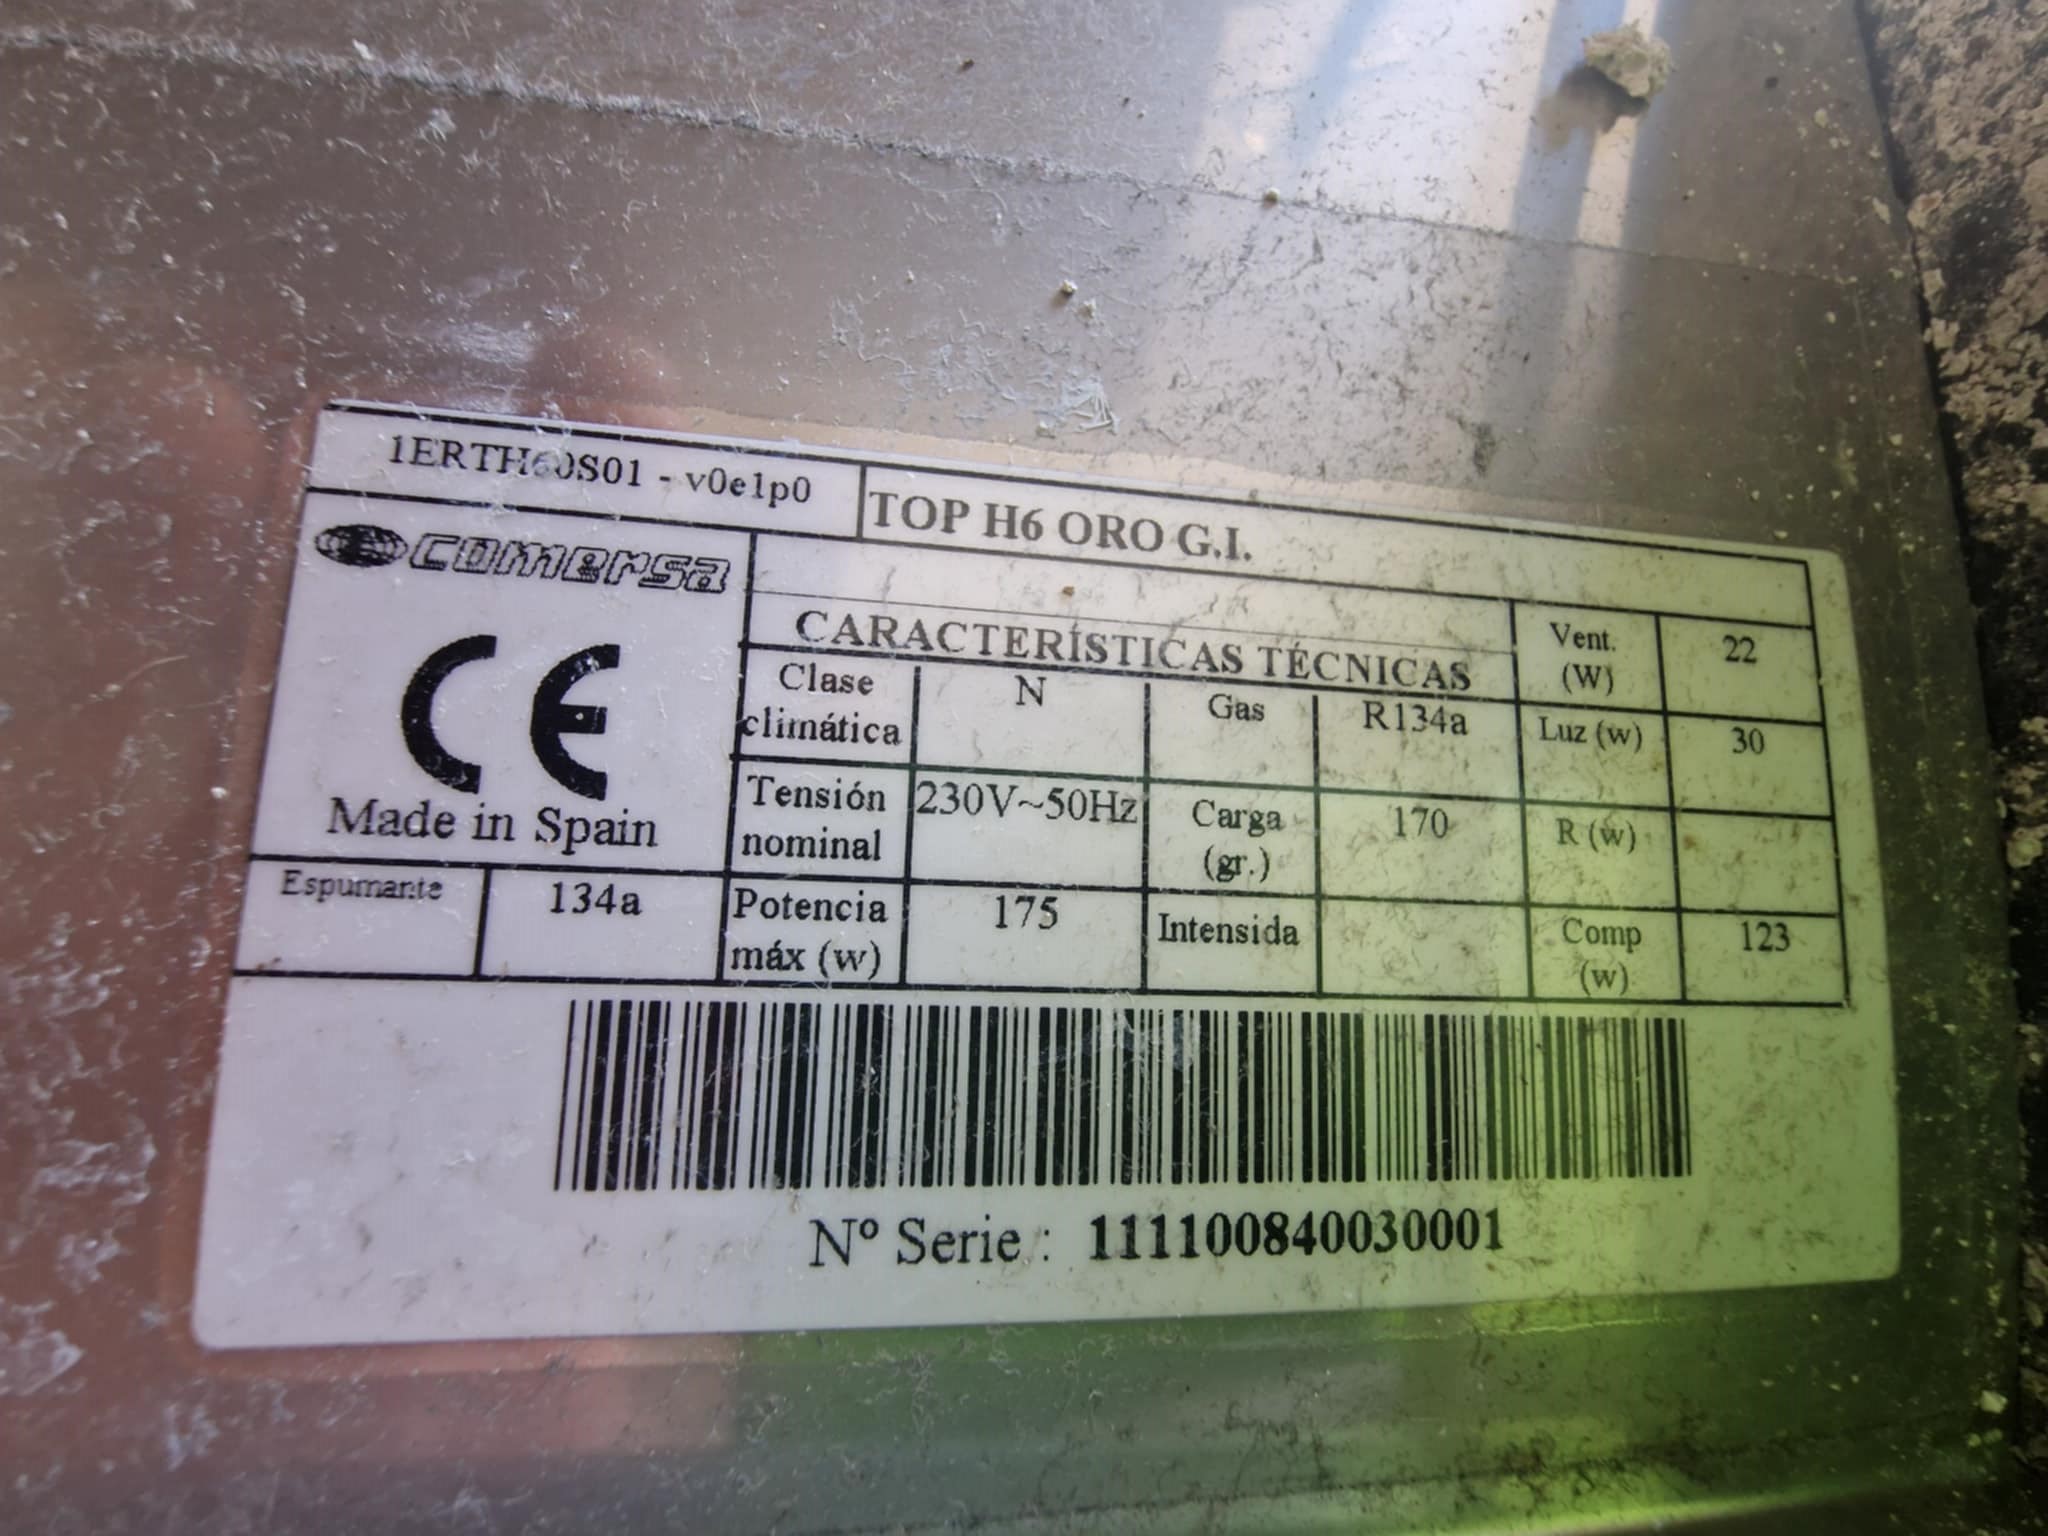 1ERTH60S01 - v0e1p0
TOP H6 ORO G.I.
comersa
CE
Made in Spain
Espumante 134a
CARACTERÍSTICAS TÉCNICAS
Clase climática N Gas R134a
Tensión nominal 230V~50Hz Carga (gr.) 170
Potencia máx (w) 175 Intensida
Vent. (W) 22
Luz (w) 30
R (w)
Comp (w) 123
Nº Serie : 111100840030001